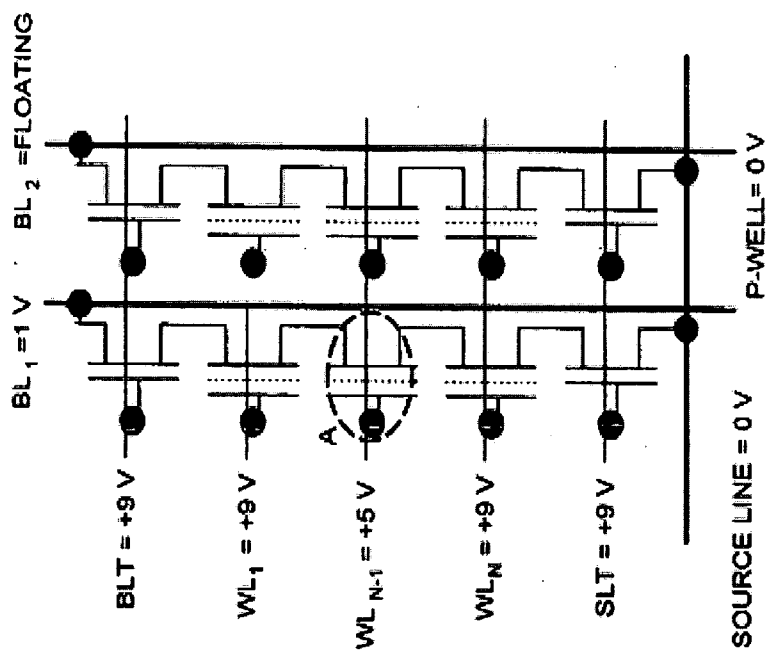 BL1 =1 V
BL2 =FLOATING
BLT = +9 V
WL1 = +9 V
A
WLN-1 = +5 V
WLN = +9 V
SLT = +9 V
SOURCE LINE = 0 V
P-WELL= 0 V